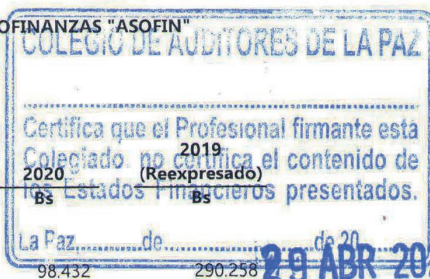 OFINANZAS "ASOFIN"
COLEGIO DE AUDITORES DE LA PAZ
Certifica que el Profesional firmante esta
Colegiado no certifica el contenido de
los Estados Financieros presentados.
2020 2019
(Reexpresado)
Bs Bs
La Paz, de de 20
29 ABR 20
98.432 290.258